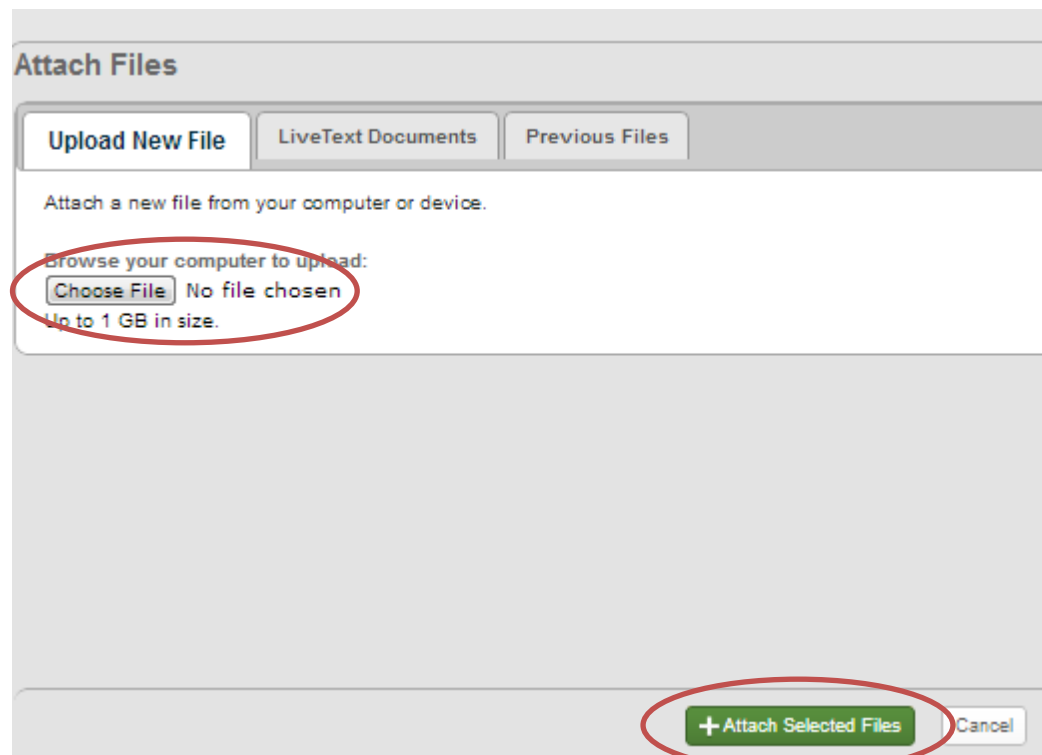 Attach Files
Upload New File LiveText Documents Previous Files
Attach a new file from your computer or device.
Browse your computer to upload:
Choose File No file chosen
Up to 1 GB in size.
+ Attach Selected Files Cancel